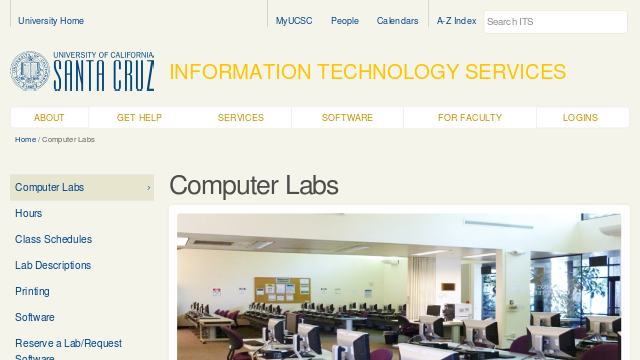 University Home
MyUCSC People Calendars A-Z Index Search ITS
UNIVERSITY OF CALIFORNIA
SANTA CRUZ
INFORMATION TECHNOLOGY SERVICES
ABOUT GET HELP SERVICES SOFTWARE FOR FACULTY LOGINS
Home / Computer Labs
Computer Labs ›
Computer Labs
Hours
Class Schedules
Lab Descriptions
Printing
Software
Reserve a Lab/Request
Software